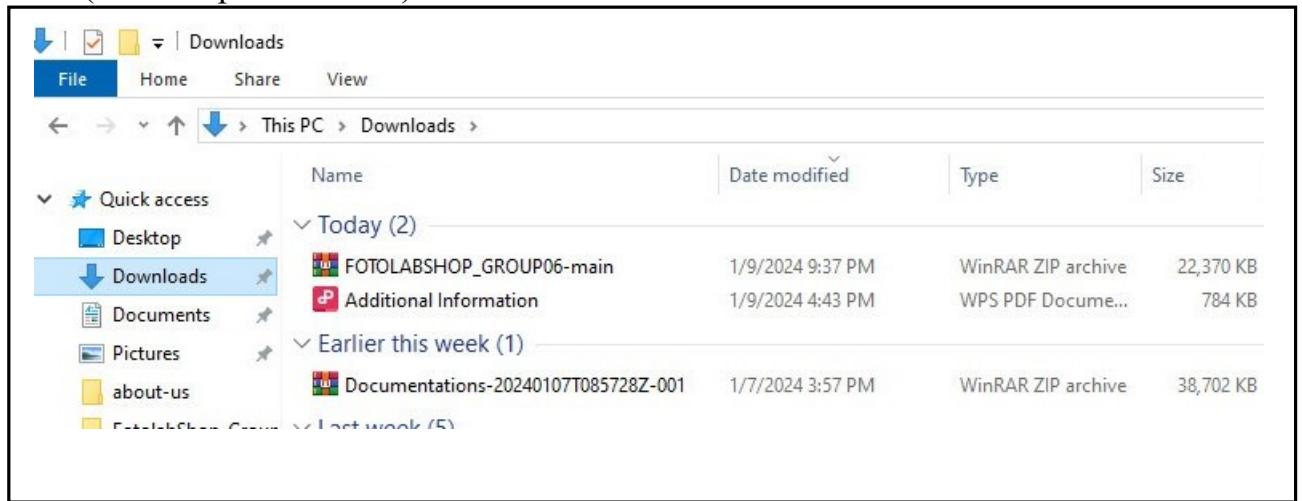 Downloads
File Home Share View
This PC > Downloads >
Name Date modified Type Size
Quick access
Desktop
Downloads
Documents
Pictures
about-us
Today (2)
FOTOLABSHOP_GROUP06-main 1/9/2024 9:37 PM WinRAR ZIP archive 22,370 KB
Additional Information 1/9/2024 4:43 PM WPS PDF Docume... 784 KB
Earlier this week (1)
Documentations-20240107T085728Z-001 1/7/2024 3:57 PM WinRAR ZIP archive 38,702 KB
Last week (5)